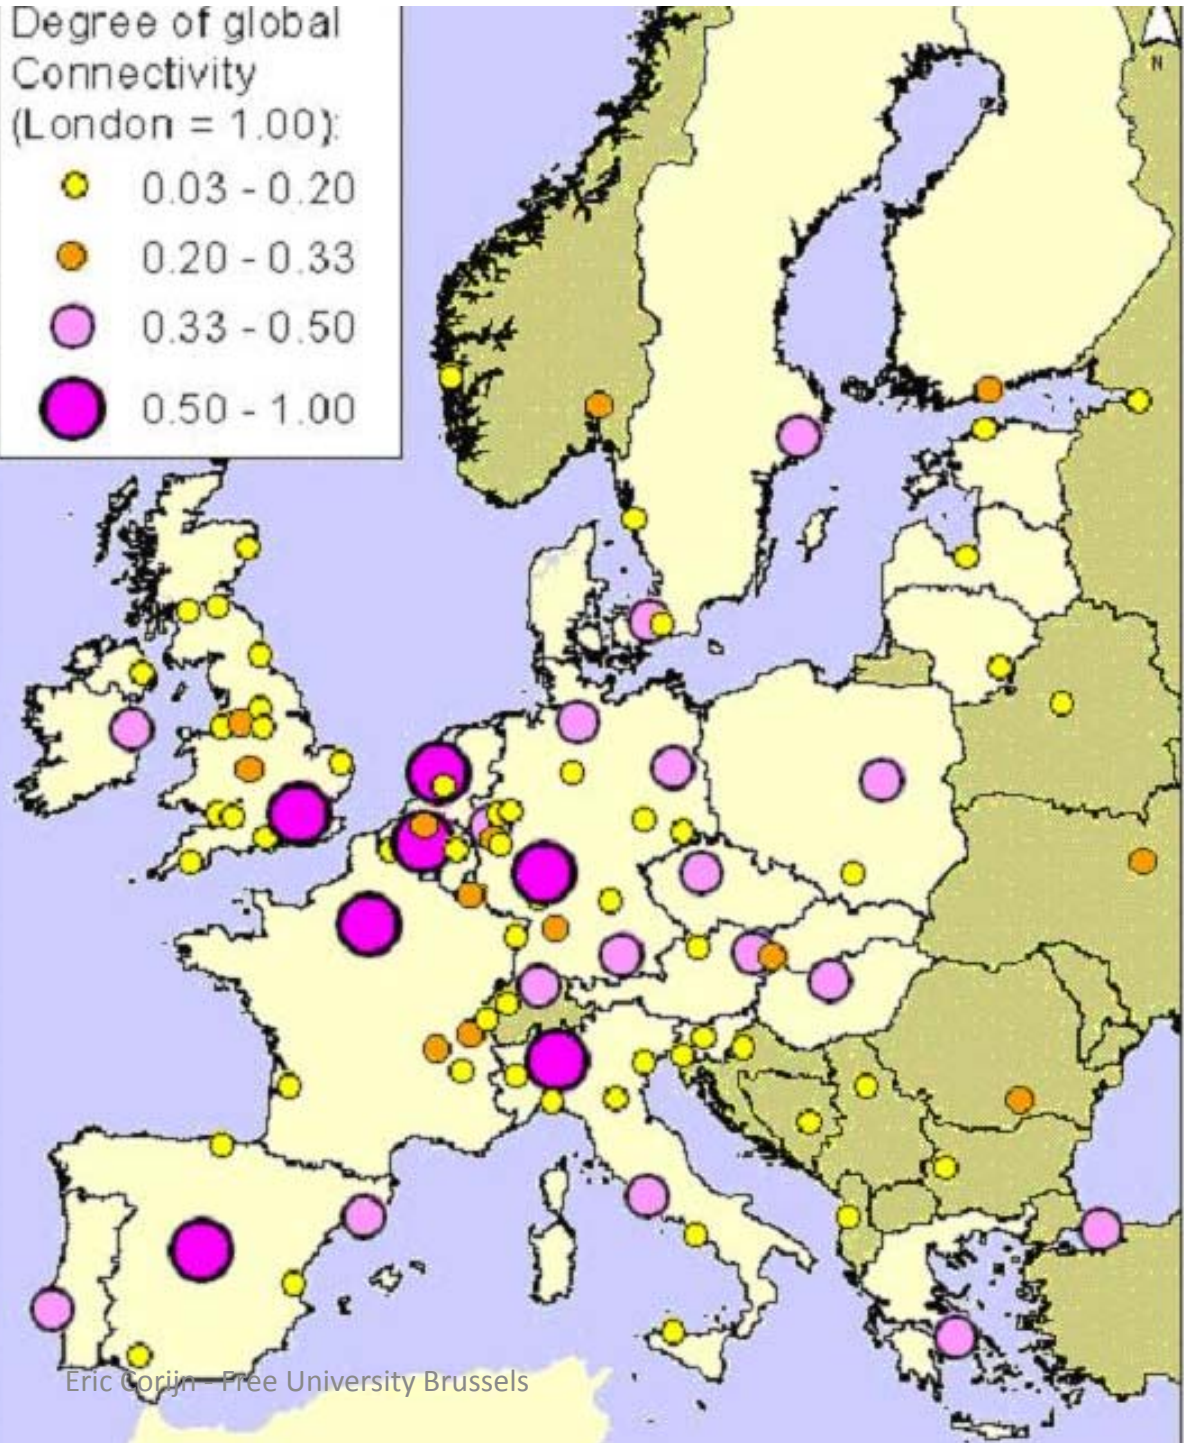 Degree of global
Connectivity
(London = 1.00):
0.03 - 0.20
0.20 - 0.33
0.33 - 0.50
0.50 - 1.00
N
Eric Corijn - Free University Brussels